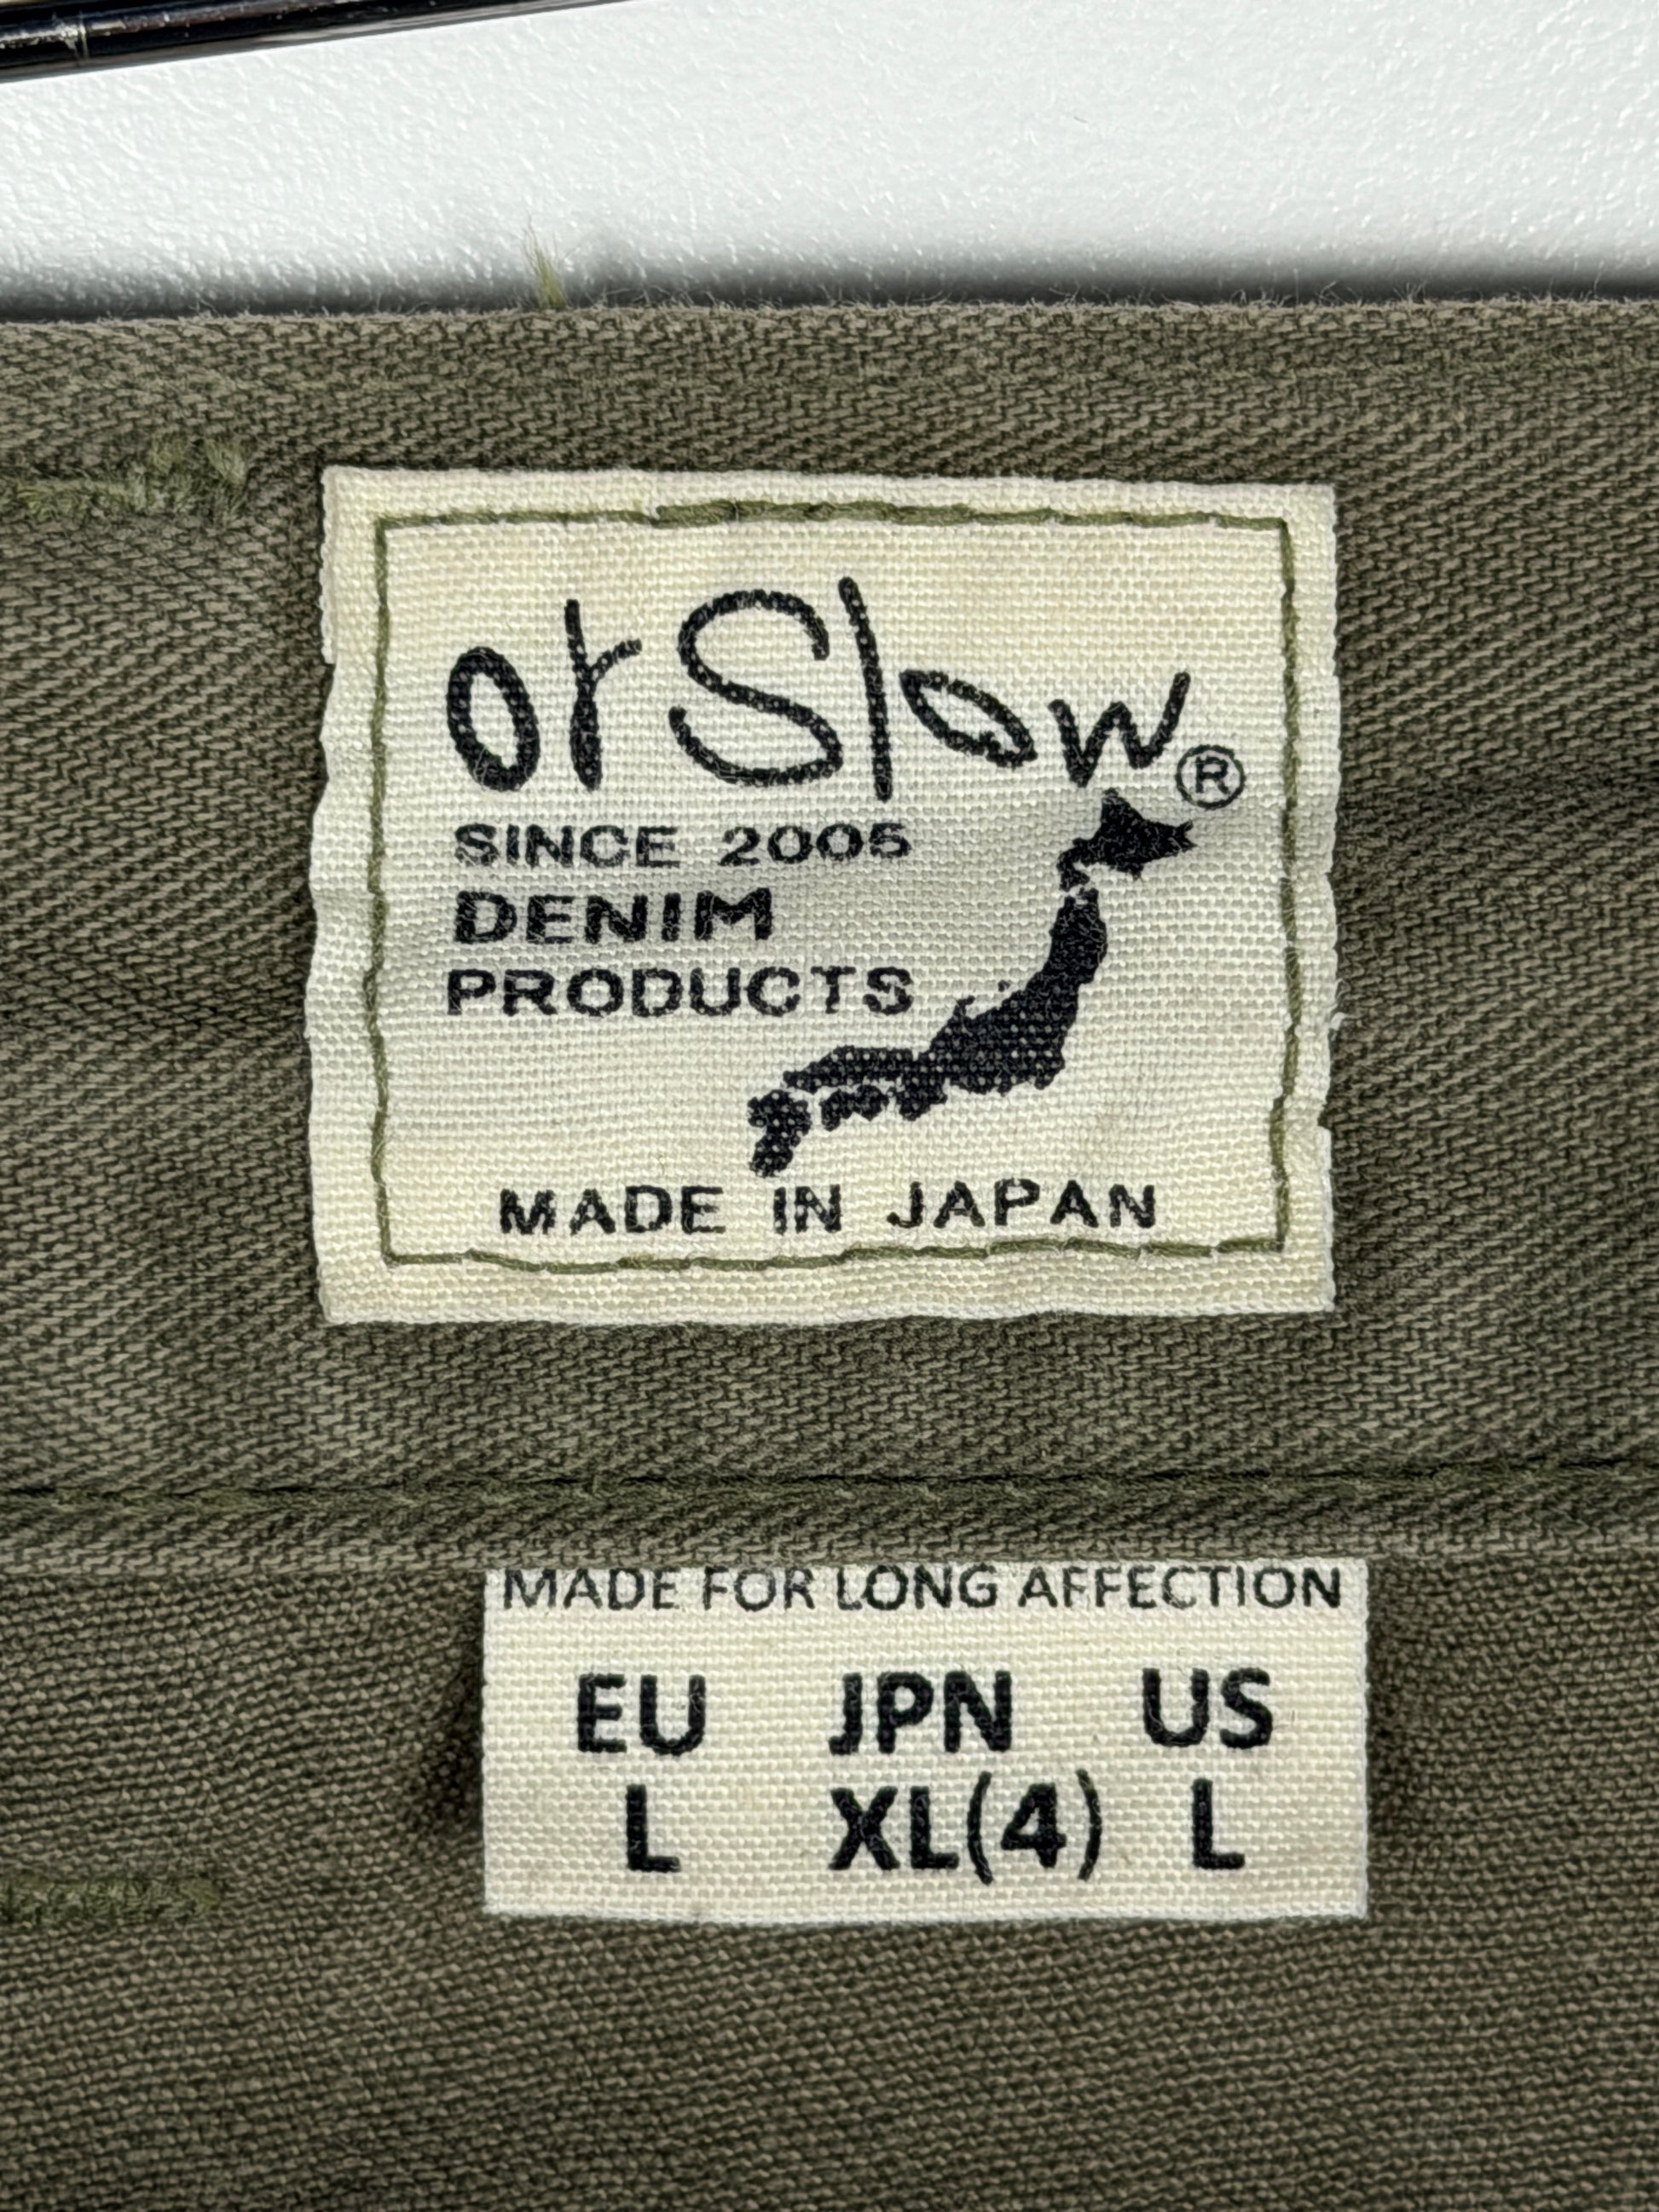 orSlow®
SINCE 2005
DENIM
PRODUCTS
MADE IN JAPAN
MADE FOR LONG AFFECTION
EU JPN US
L XL(4) L